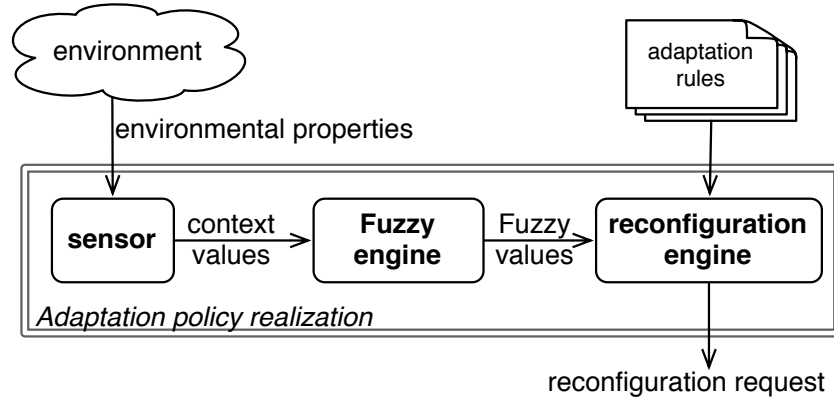 environment
adaptation
rules
environmental properties
sensor
context
values
Fuzzy
engine
Fuzzy
values
reconfiguration
engine
Adaptation policy realization
reconfiguration request